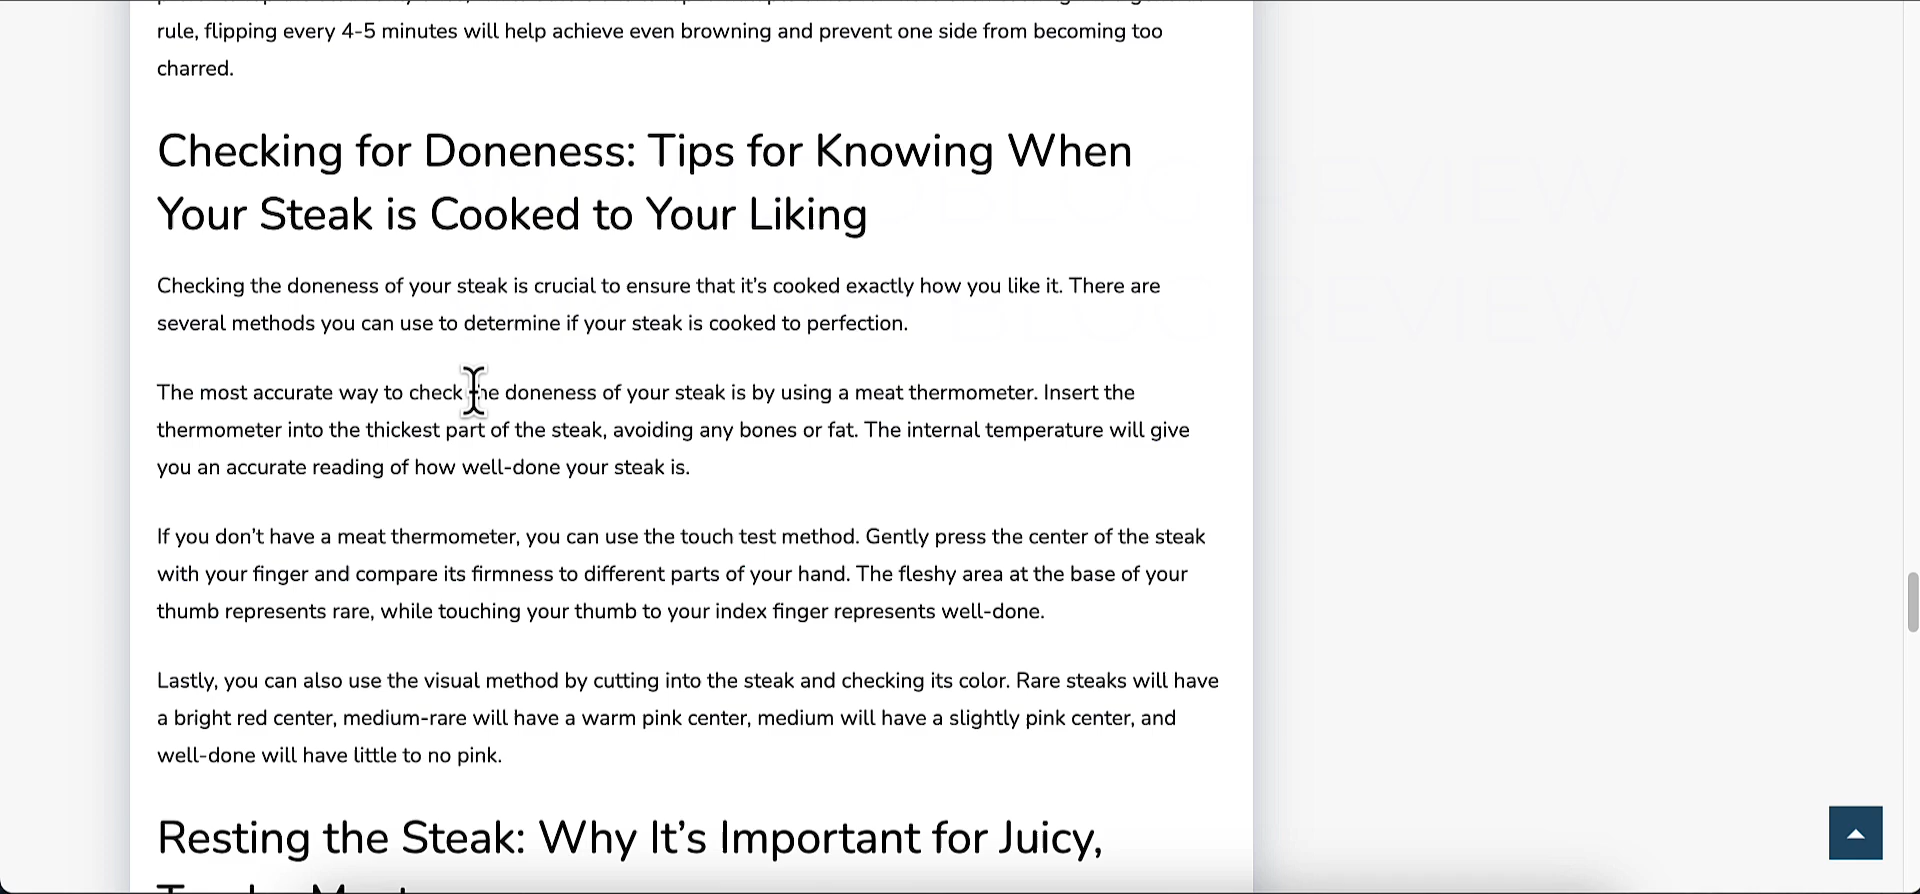 rule, flipping every 4-5 minutes will help achieve even browning and prevent one side from becoming too
charred.
Checking for Doneness: Tips for Knowing When
Your Steak is Cooked to Your Liking
Checking the doneness of your steak is crucial to ensure that it’s cooked exactly how you like it. There are
several methods you can use to determine if your steak is cooked to perfection.
The most accurate way to check the doneness of your steak is by using a meat thermometer. Insert the
thermometer into the thickest part of the steak, avoiding any bones or fat. The internal temperature will give
you an accurate reading of how well-done your steak is.
If you don’t have a meat thermometer, you can use the touch test method. Gently press the center of the steak
with your finger and compare its firmness to different parts of your hand. The fleshy area at the base of your
thumb represents rare, while touching your thumb to your index finger represents well-done.
Lastly, you can also use the visual method by cutting into the steak and checking its color. Rare steaks will have
a bright red center, medium-rare will have a warm pink center, medium will have a slightly pink center, and
well-done will have little to no pink.
Resting the Steak: Why It’s Important for Juicy,